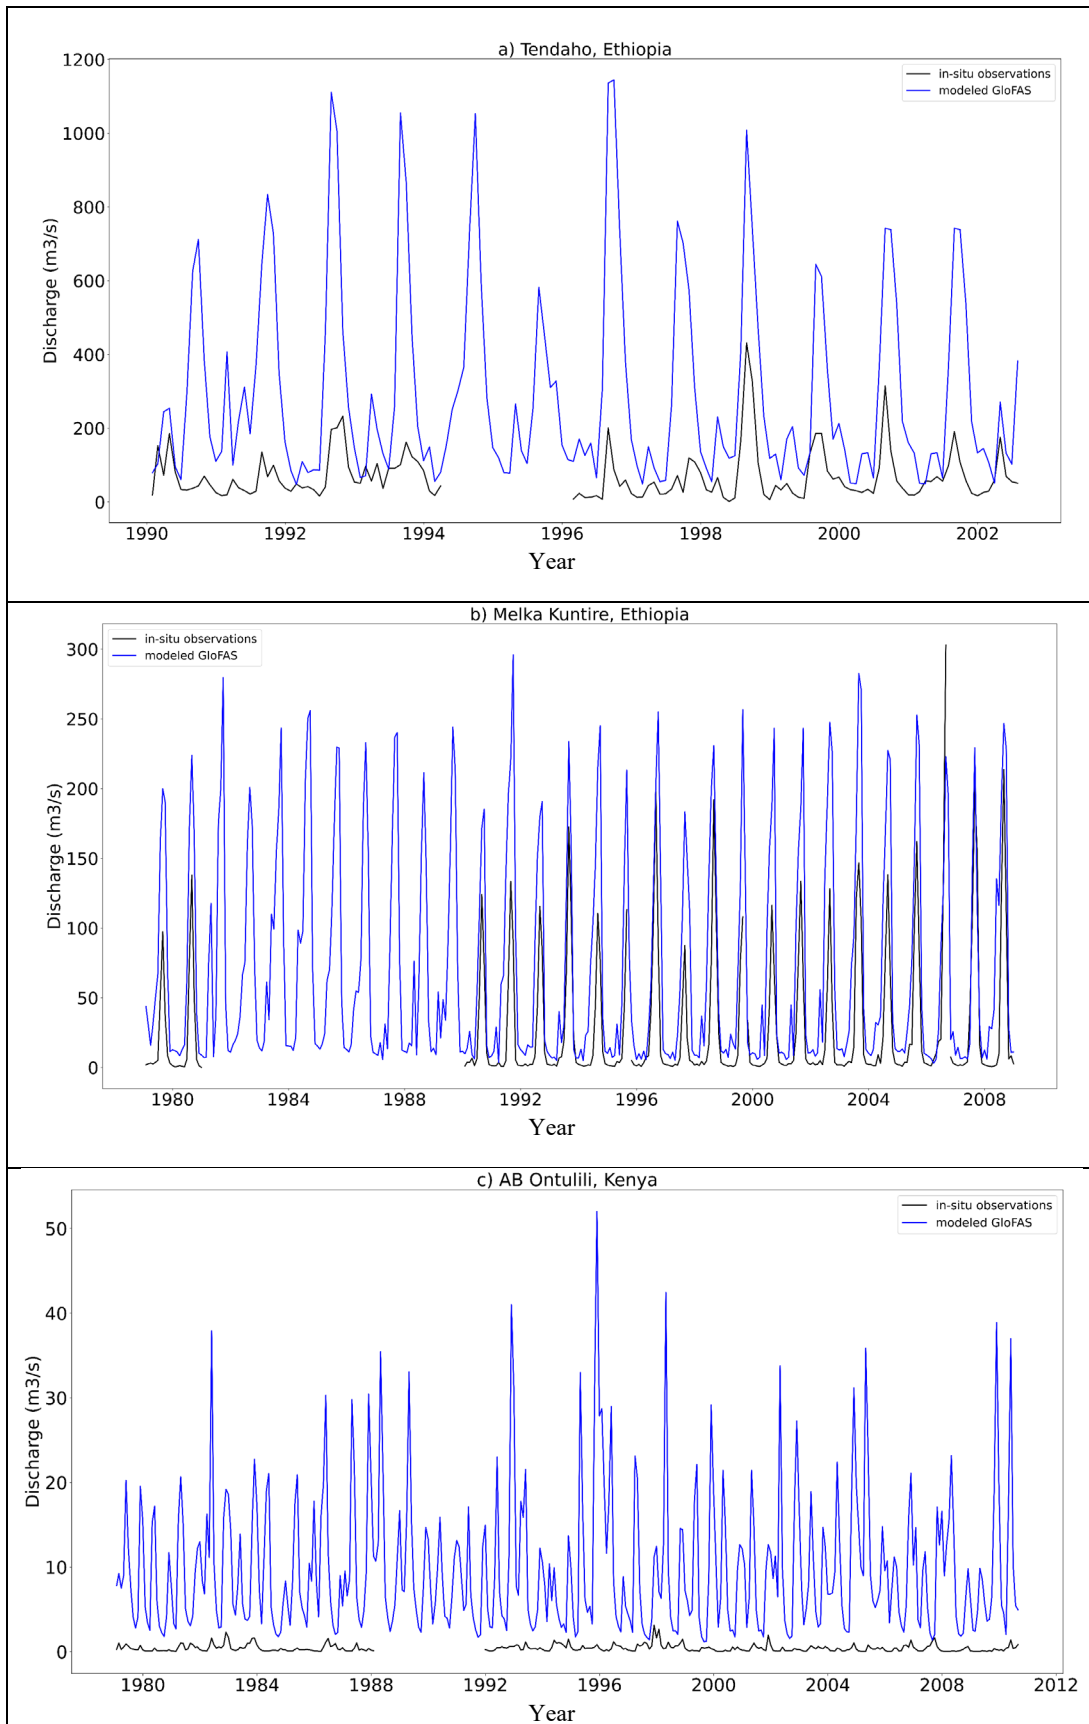 a) Tendaho, Ethiopia
in-situ observations
modeled GloFAS
1200
1000
800
600
400
200
0
Discharge (m3/s)
1990 1992 1994 1996 1998 2000 2002
Year
b) Melka Kuntire, Ethiopia
in-situ observations
modeled GloFAS
300
250
200
150
100
50
0
Discharge (m3/s)
1980 1984 1988 1992 1996 2000 2004 2008
Year
c) AB Ontulili, Kenya
in-situ observations
modeled GloFAS
50
40
30
20
10
0
Discharge (m3/s)
1980 1984 1988 1992 1996 2000 2004 2008 2012
Year